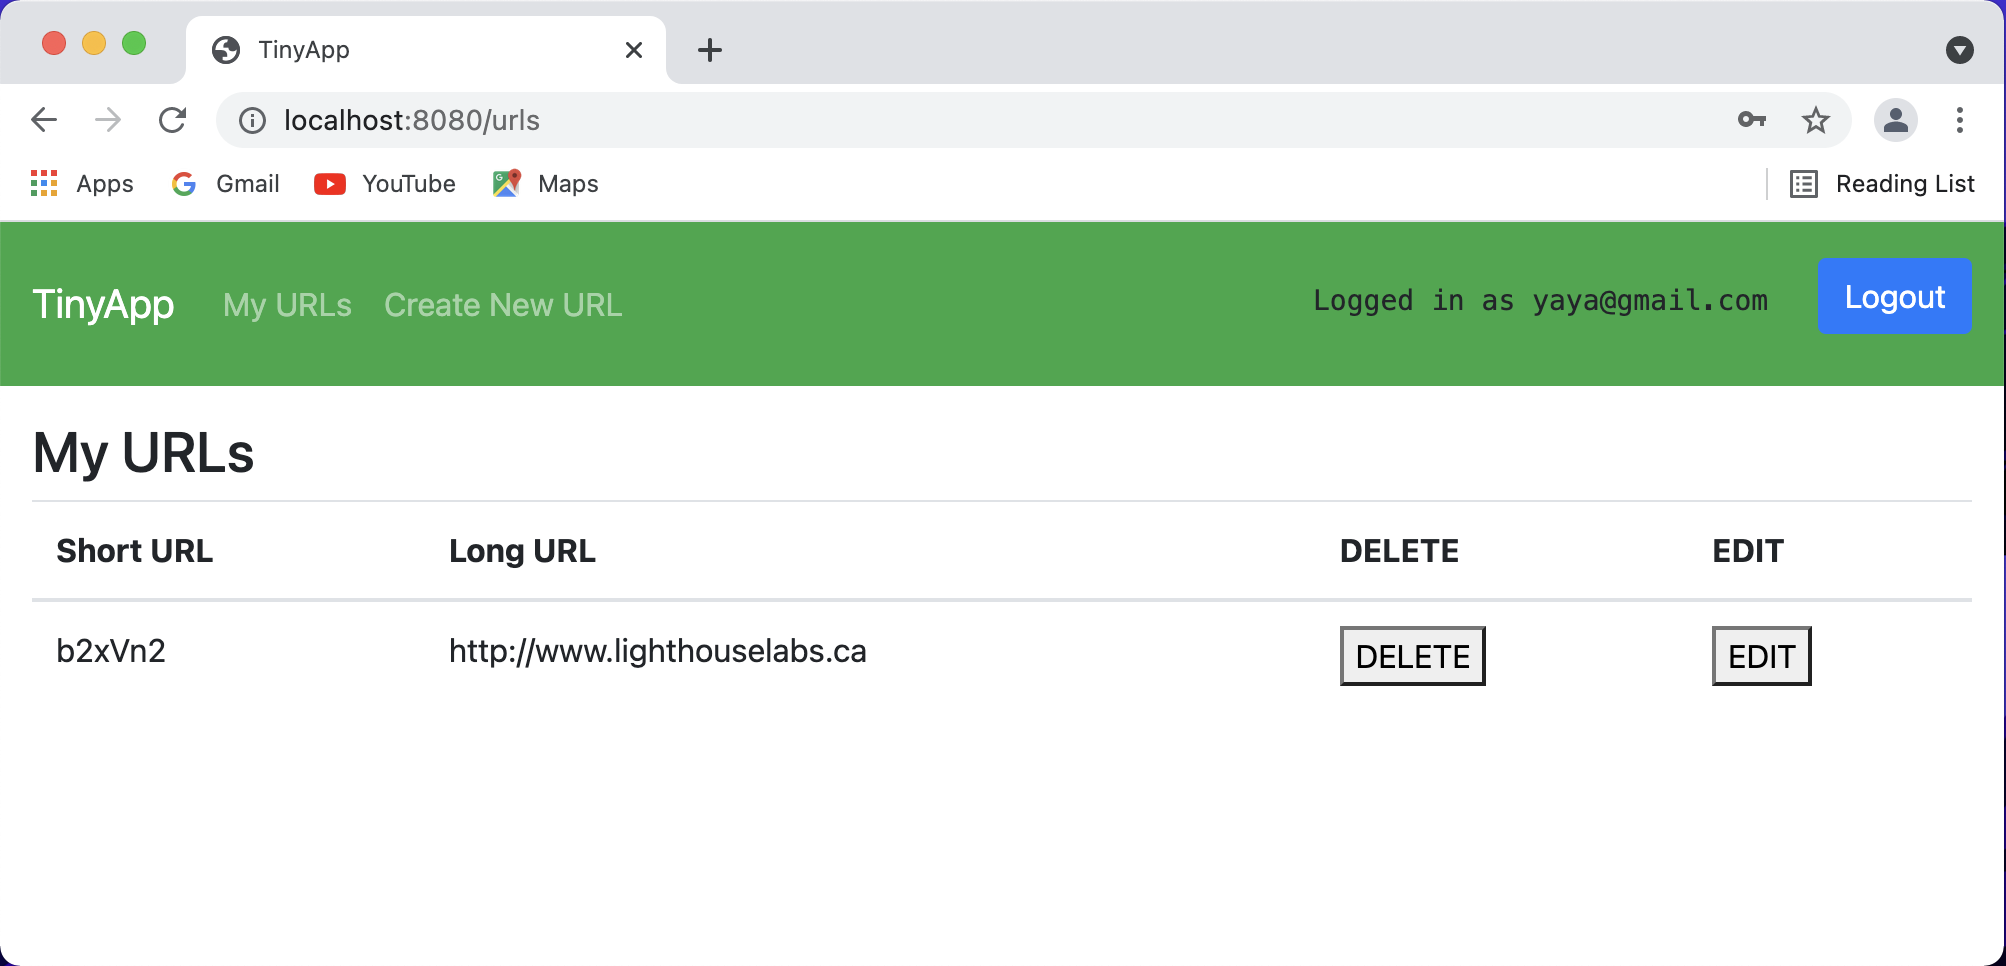 TinyApp
localhost:8080/urls
Apps Gmail YouTube Maps Reading List
TinyApp My URLs Create New URL Logged in as yaya@gmail.com Logout
My URLs
Short URL Long URL DELETE EDIT
b2xVn2 http://www.lighthouselabs.ca DELETE EDIT